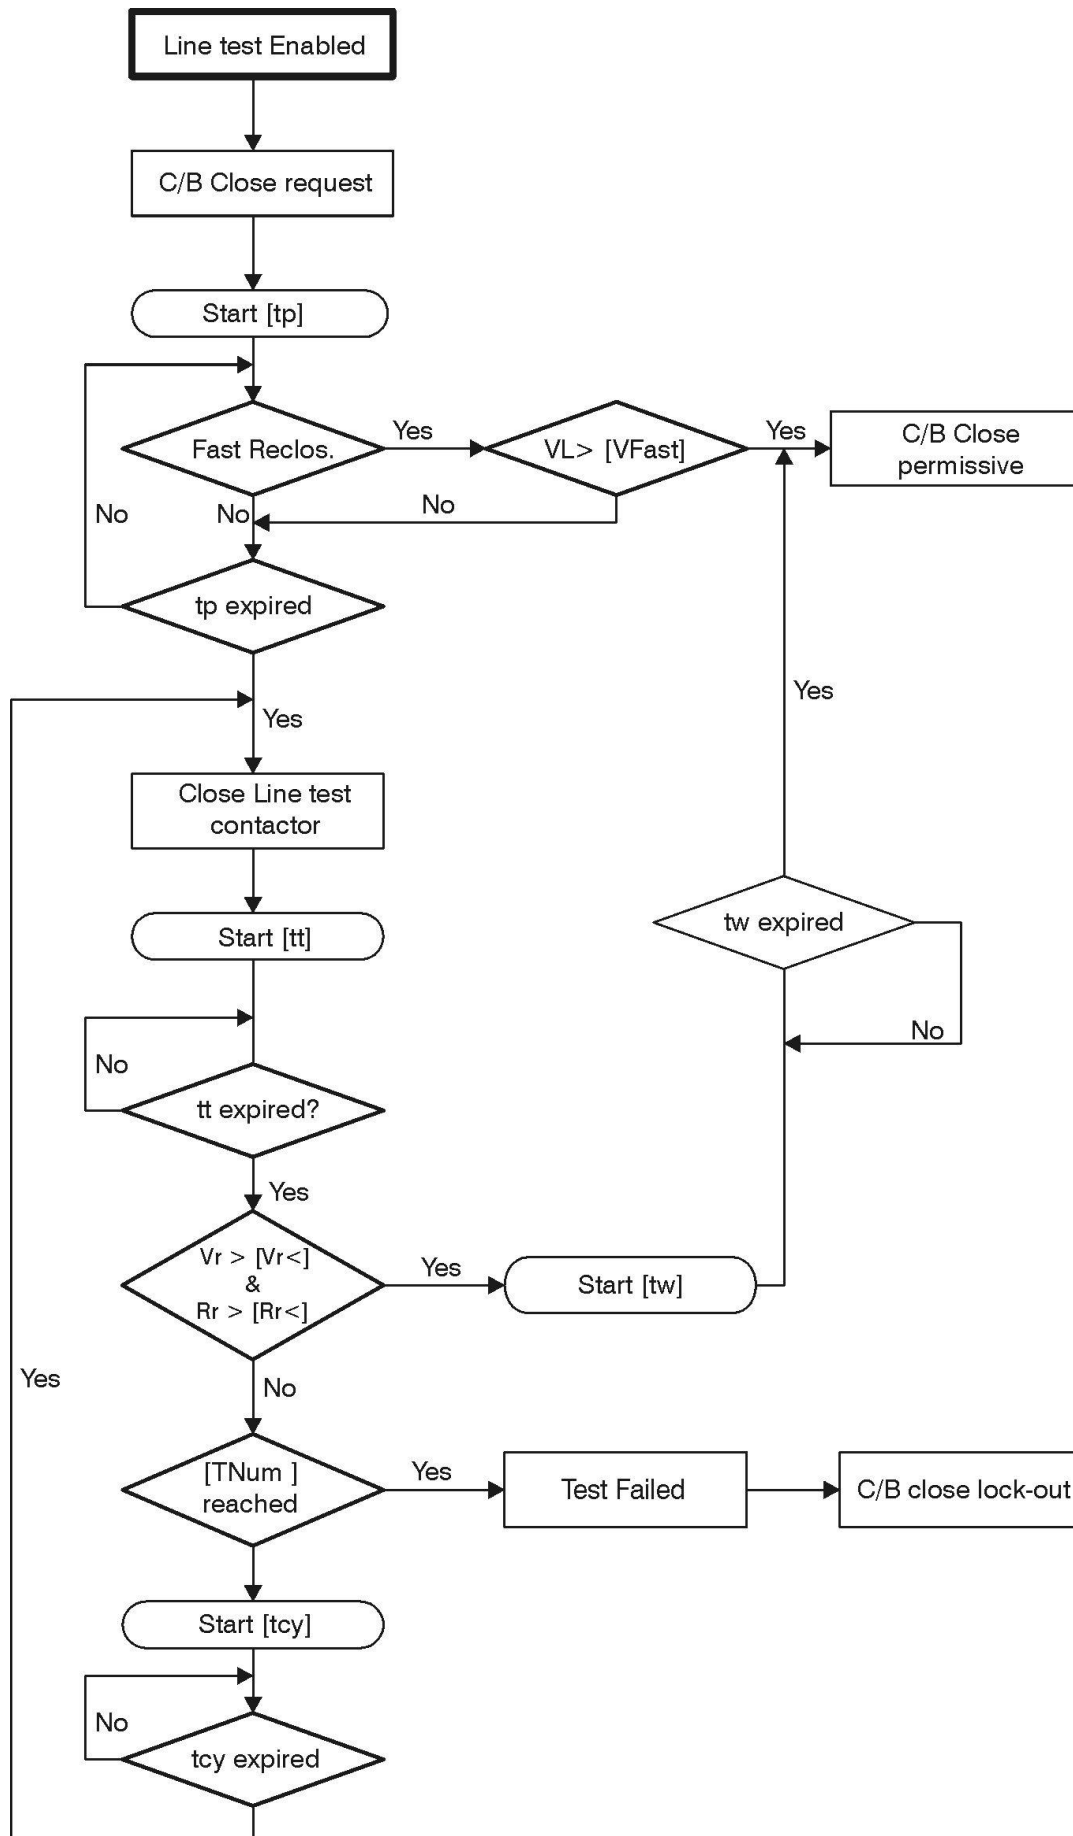 Line test Enabled
C/B Close request
Start [tp]
Fast Reclos.
Yes
VL> [VFast]
Yes
C/B Close
permissive
No
No
No
tp expired
Yes
Yes
Close Line test
contactor
Start [tt]
tw expired
No
No
tt expired?
Yes
Vr > [Vr<]
&
Rr > [Rr<]
Yes
Start [tw]
Yes
No
[TNum ]
reached
Yes
Test Failed
C/B close lock-out
Start [tcy]
No
tcy expired